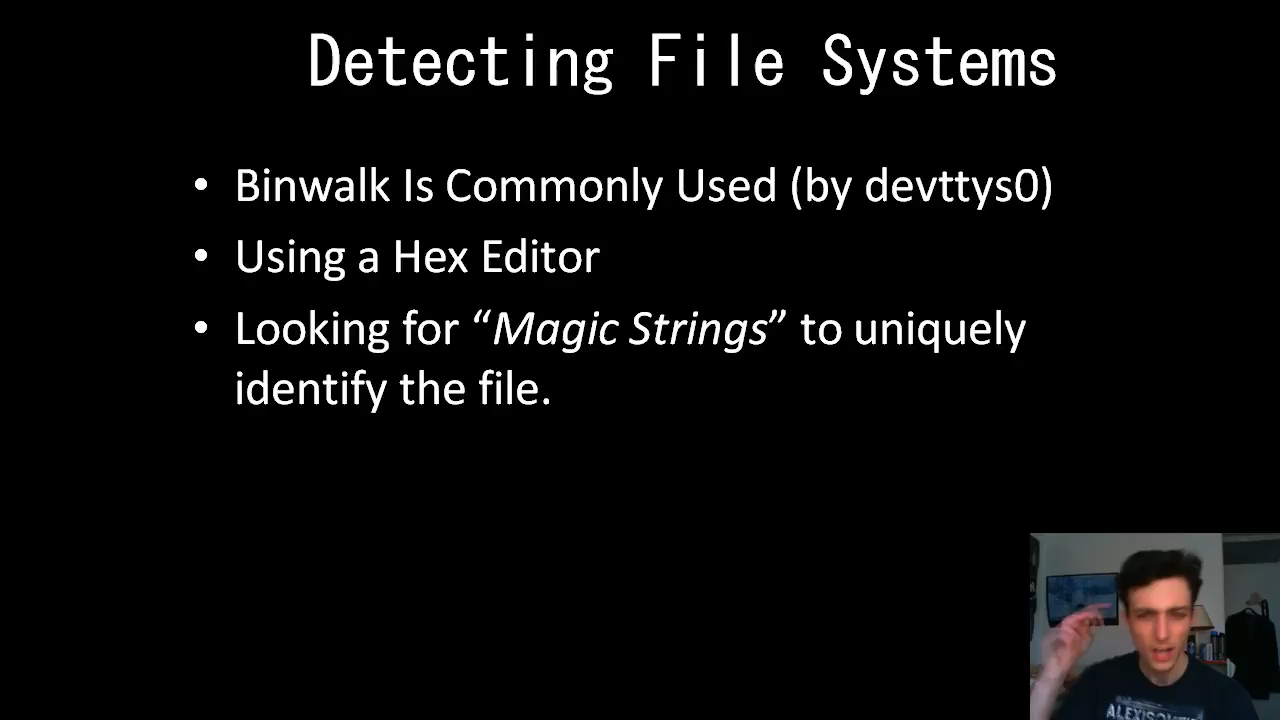 Detecting File Systems
• Binwalk Is Commonly Used (by devttys0)
• Using a Hex Editor
• Looking for “Magic Strings” to uniquely
identify the file.